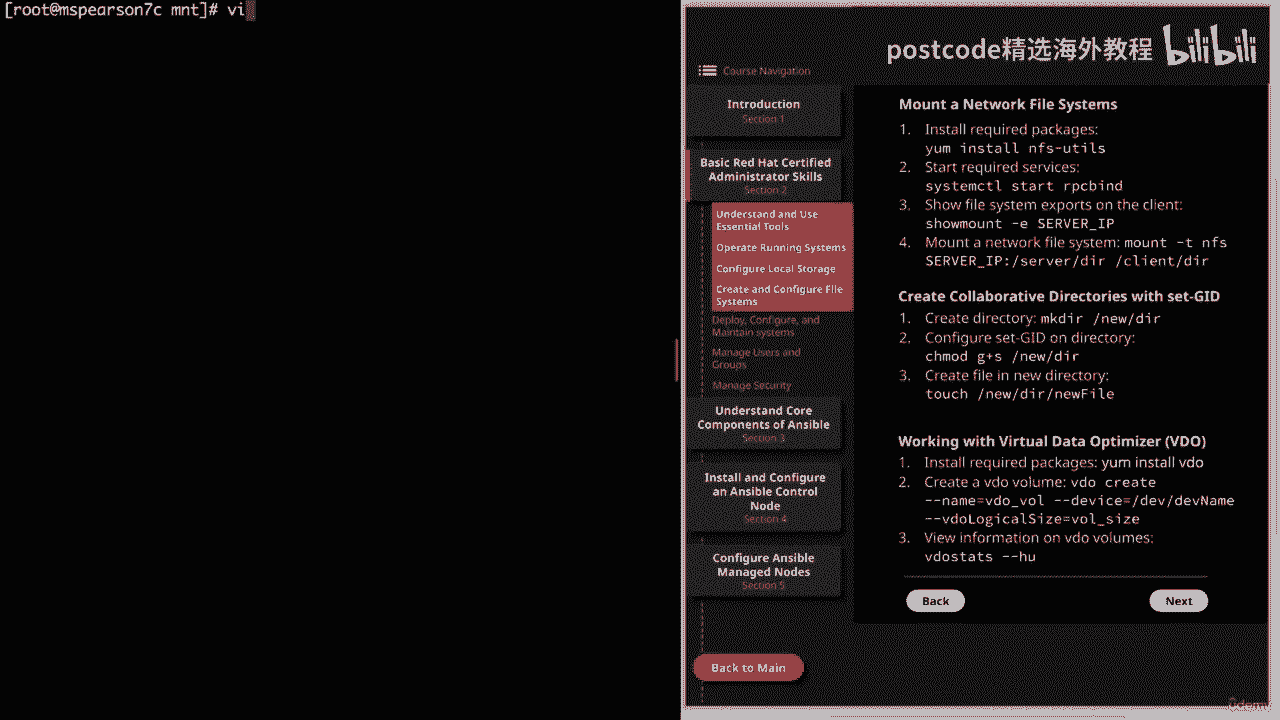 [root@mspearson7c mnt]# vi
postcode精选海外教程 bilibili
Course Navigation
Introduction
Section 1
Basic Red Hat Certified
Administrator Skills
Section 2
Understand and Use
Essential Tools
Operate Running Systems
Configure Local Storage
Create and Configure File
Systems
Deploy, Configure, and
Maintain systems
Manage Users and
Groups
Manage Security
Understand Core
Components of Ansible
Section 3
Install and Configure
an Ansible Control
Node
Section 4
Configure Ansible
Managed Nodes
Section 5
Back to Main
Mount a Network File Systems
1. Install required packages:
yum install nfs-utils
2. Start required services:
systemctl start rpcbind
3. Show file system exports on the client:
showmount -e SERVER_IP
4. Mount a network file system: mount -t nfs
SERVER_IP:/server/dir /client/dir
Create Collaborative Directories with set-GID
1. Create directory: mkdir /new/dir
2. Configure set-GID on directory:
chmod g+s /new/dir
3. Create file in new directory:
touch /new/dir/newFile
Working with Virtual Data Optimizer (VDO)
1. Install required packages: yum install vdo
2. Create a vdo volume: vdo create
--name=vdo_vol --device=/dev/devName
--vdoLogicalSize=vol_size
3. View information on vdo volumes:
vdostats --hu
Back
Next
ûdemy